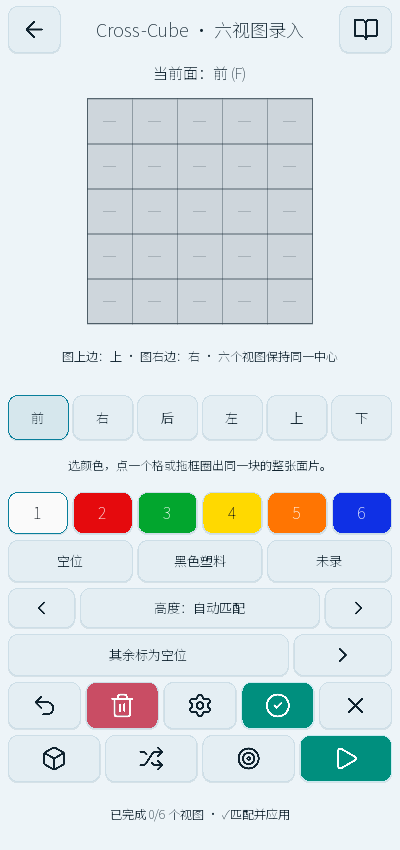 Cross-Cube · 六视图录入
当前面：前 (F)
— — — — —
— — — — —
— — — — —
— — — — —
— — — — —
图上边：上 · 图右边：右 · 六个视图保持同一中心
前 右 后 左 上 下
选颜色，点一个格或拖框圈出同一块的整张面片。
1 2 3 4 5 6
空位 黑色塑料 未录
高度：自动匹配
其余标为空位
已完成 0/6 个视图 · ✓匹配并应用